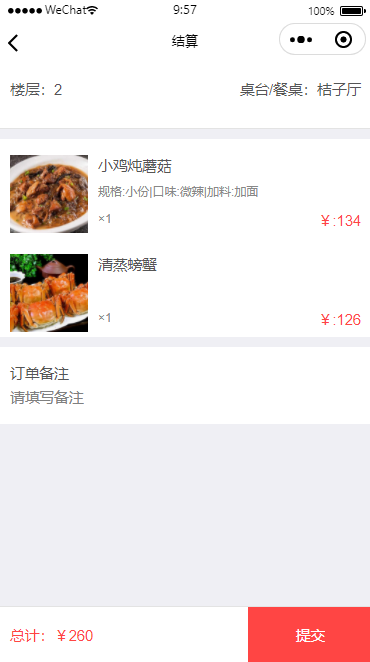 WeChat 9:57 100%
结算
楼层：2 桌台/餐桌：桔子厅
小鸡炖蘑菇
规格:小份|口味:微辣|加料:加面
×1 ￥:134
清蒸螃蟹
×1 ￥:126
订单备注
请填写备注
总计：￥260 提交